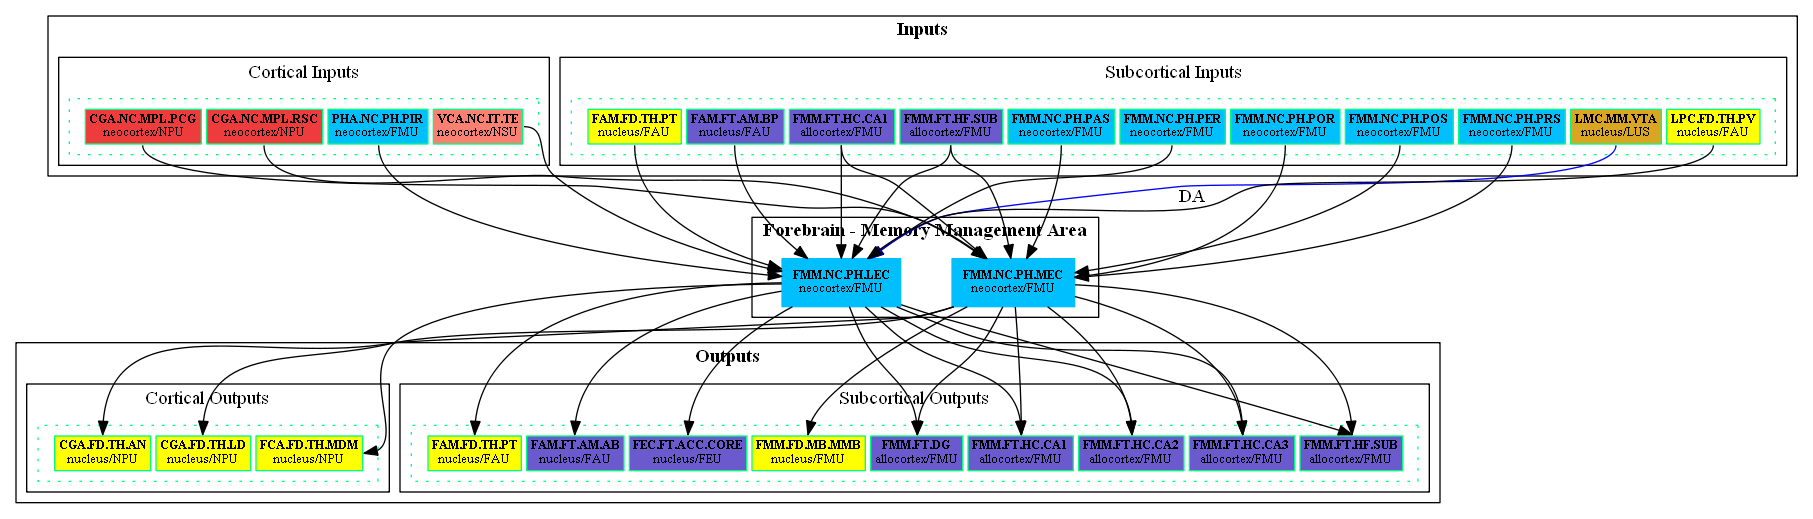 Inputs
Cortical Inputs
Subcortical Inputs
CGA.NC.MPL.PCG
neocortex/NPU
CGA.NC.MPL.RSC
neocortex/NPU
PHA.NC.PH.PIR
neocortex/FMU
VCA.NC.IT.TE
neocortex/NSU
FAM.FD.TH.PT
nucleus/FAU
FAM.FT.AM.BP
nucleus/FAU
FMM.FT.HC.CA1
allocortex/FMU
FMM.FT.HF.SUB
allocortex/FMU
FMM.NC.PH.PAS
neocortex/FMU
FMM.NC.PH.PER
neocortex/FMU
FMM.NC.PH.POR
neocortex/FMU
FMM.NC.PH.POS
neocortex/FMU
FMM.NC.PH.PRS
neocortex/FMU
LMC.MM.VTA
nucleus/LUS
LPC.FD.TH.PV
nucleus/FAU
DA
Forebrain - Memory Management Area
FMM.NC.PH.LEC
neocortex/FMU
FMM.NC.PH.MEC
neocortex/FMU
Outputs
Cortical Outputs
Subcortical Outputs
CGA.FD.TH.AN
nucleus/NPU
CGA.FD.TH.LD
nucleus/NPU
FCA.FD.TH.MDM
nucleus/NPU
FAM.FD.TH.PT
nucleus/FAU
FAM.FT.AM.AB
nucleus/FAU
FEC.FT.ACC.CORE
nucleus/FEU
FMM.FD.MB.MMB
nucleus/FMU
FMM.FT.DG
allocortex/FMU
FMM.FT.HC.CA1
allocortex/FMU
FMM.FT.HC.CA2
allocortex/FMU
FMM.FT.HC.CA3
allocortex/FMU
FMM.FT.HF.SUB
allocortex/FMU